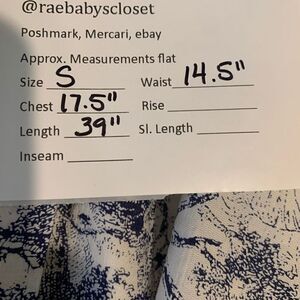 @raebabyscloset
Poshmark, Mercari, ebay
Approx. Measurements flat
Size S Waist 14.5"
Chest 17.5" Rise
Length 39" Sl. Length
Inseam